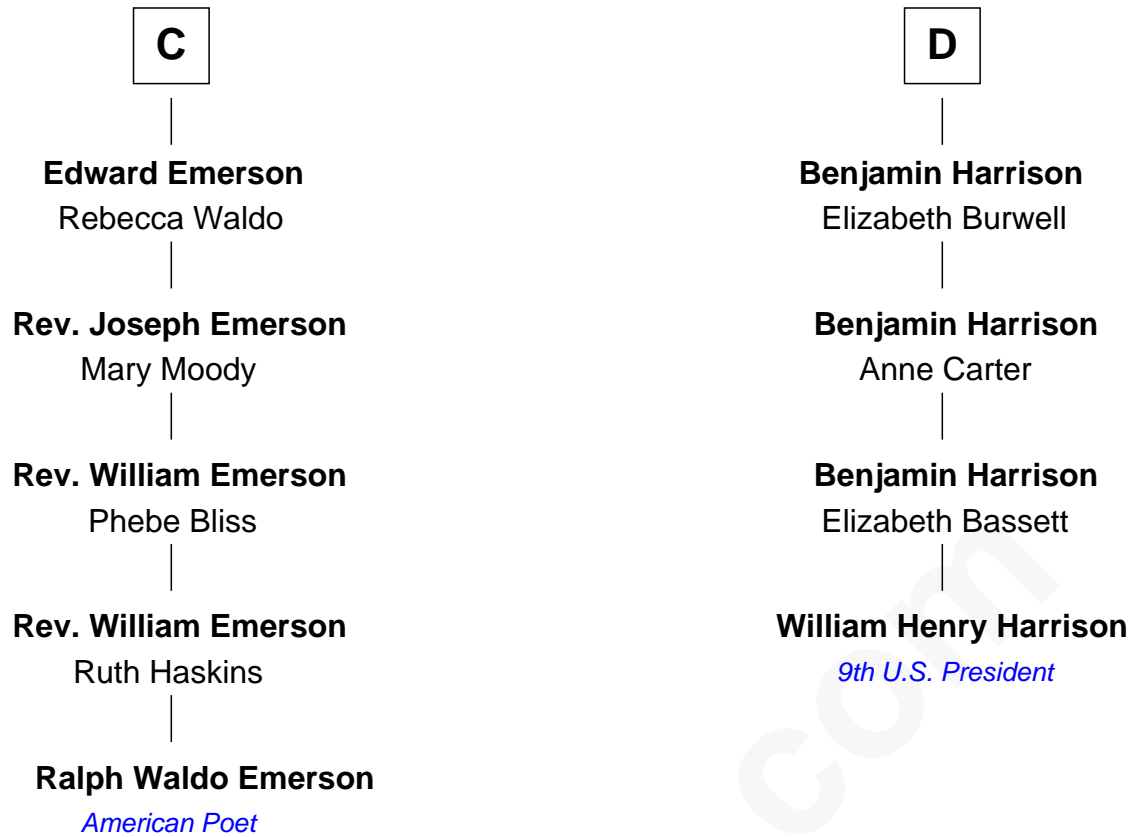 C
Edward Emerson
Rebecca Waldo
Rev. Joseph Emerson
Mary Moody
Rev. William Emerson
Phebe Bliss
Rev. William Emerson
Ruth Haskins
Ralph Waldo Emerson
American Poet
D
Benjamin Harrison
Elizabeth Burwell
Benjamin Harrison
Anne Carter
Benjamin Harrison
Elizabeth Bassett
William Henry Harrison
9th U.S. President
com